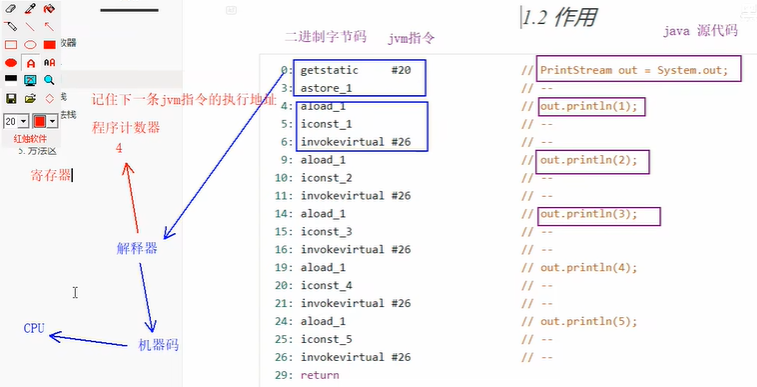 1.2 作用
二进制字节码 jvm指令 java 源代码
0: getstatic #20 // PrintStream out = System.out;
3: astore_1 // --
4: aload_1 // out.println(1);
5: iconst_1 // --
6: invokevirtual #26 // --
9: aload_1 // out.println(2);
10: iconst_2 // --
11: invokevirtual #26 // --
14: aload_1 // out.println(3);
15: iconst_3 // --
16: invokevirtual #26 // --
19: aload_1 // out.println(4);
20: iconst_4 // --
21: invokevirtual #26 // --
24: aload_1 // out.println(5);
25: iconst_5 // --
26: invokevirtual #26 // --
29: return
记住下一条jvm指令的执行地址
程序计数器
4
寄存器
解释器
机器码
CPU
数器
栈
法栈
5. 方法区
A AA
20
红烛软件